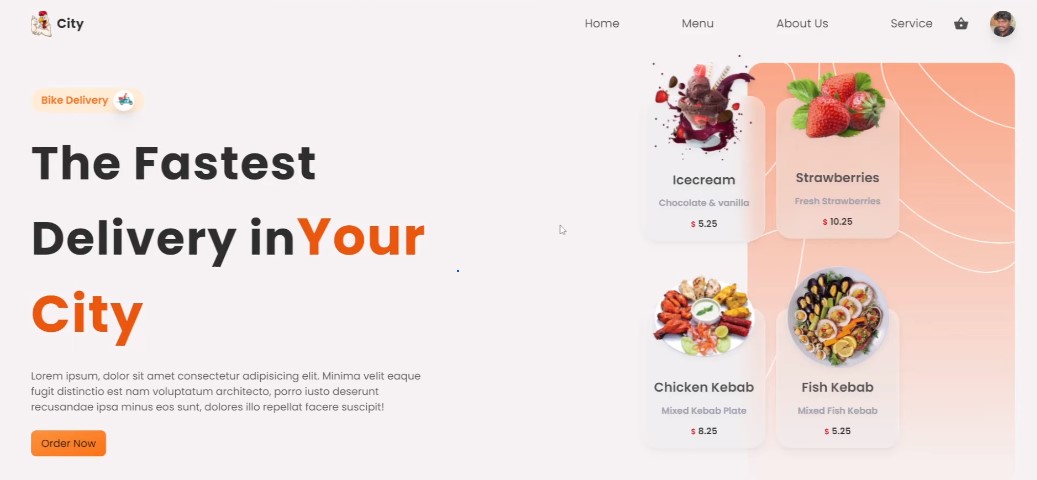 City
Home
Menu
About Us
Service
Bike Delivery
The Fastest
Delivery inYour
City
Lorem ipsum, dolor sit amet consectetur adipisicing elit. Minima velit eaque
fugit distinctio est nam voluptatum architecto, porro iusto deserunt
recusandae ipsa minus eos sunt, dolores illo repellat facere suscipit!
Order Now
Icecream
Chocolate & vanilla
$ 5.25
Strawberries
Fresh Strawberries
$ 10.25
Chicken Kebab
Mixed Kebab Plate
$ 8.25
Fish Kebab
Mixed Fish Kebab
$ 5.25